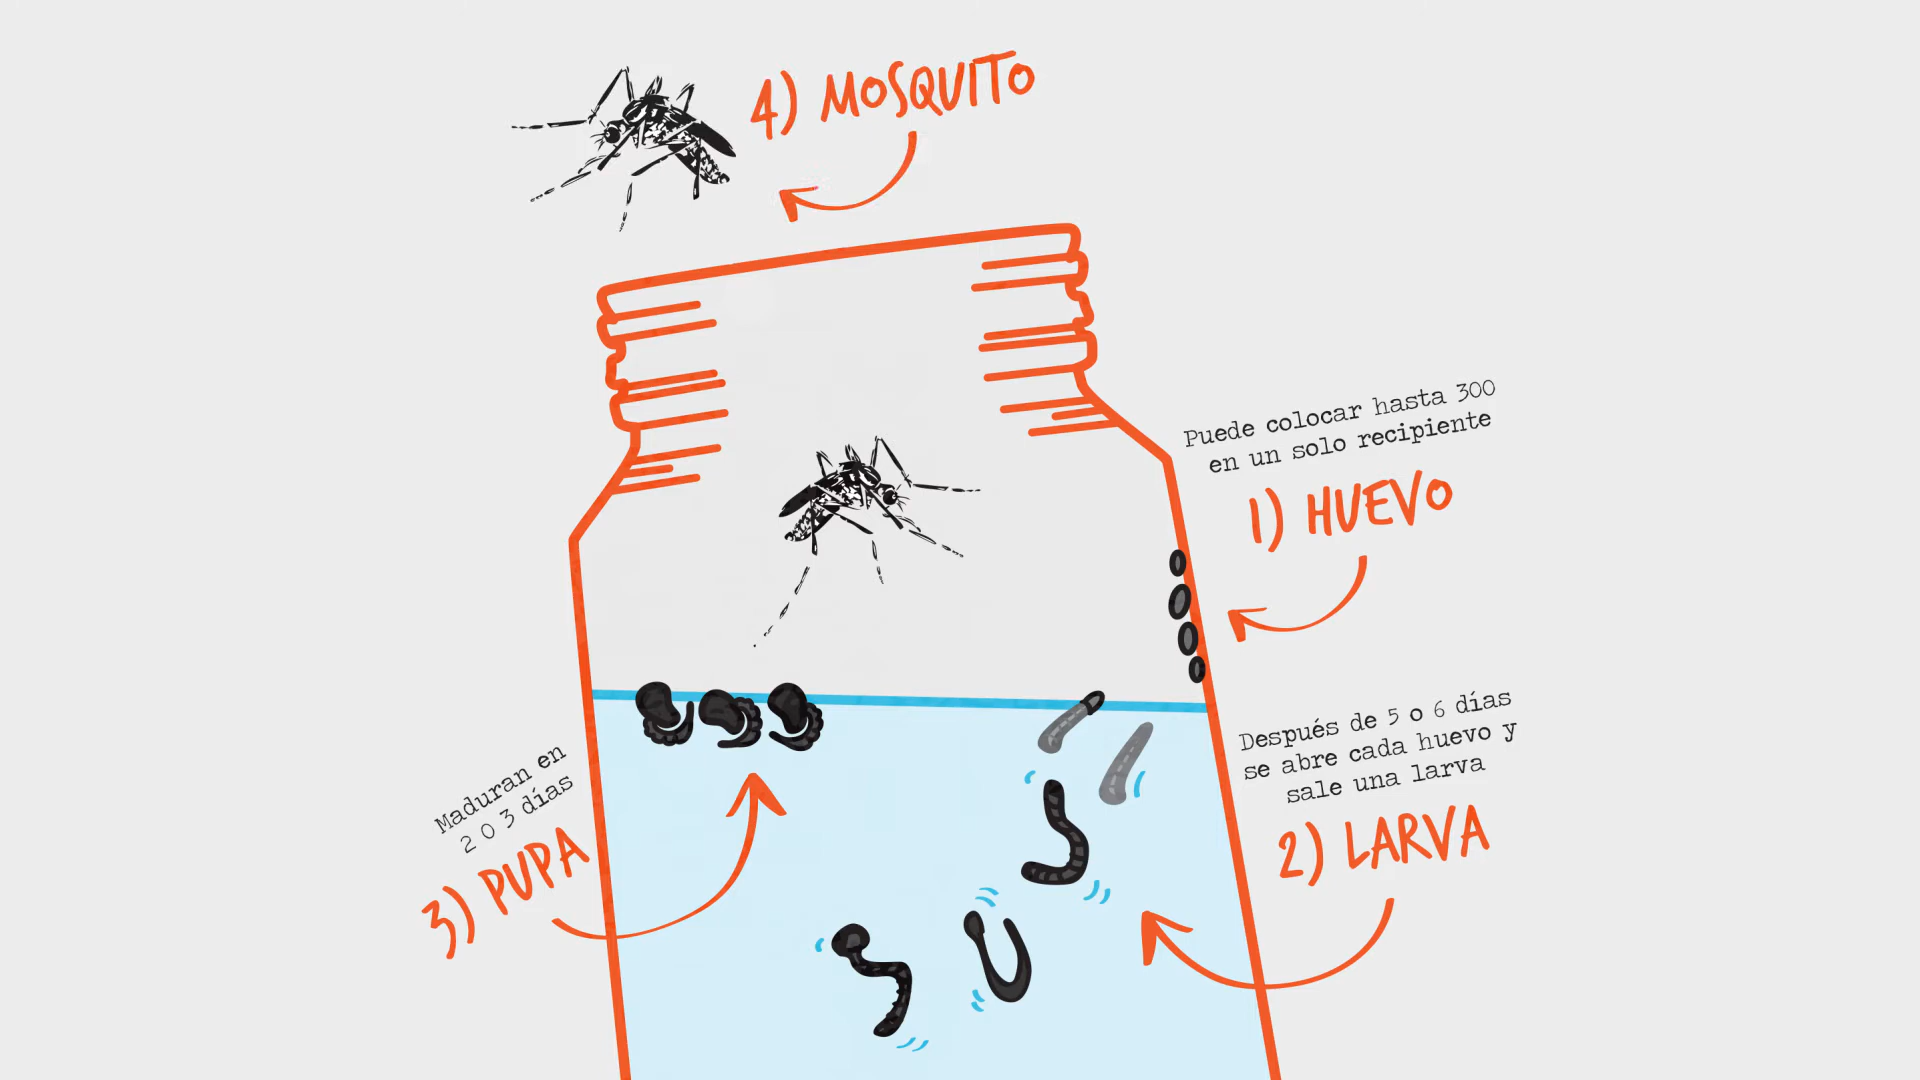 4) MOSQUITO
Puede colocar hasta 300
en un solo recipiente
1) HUEVO
Después de 5 o 6 días
se abre cada huevo y
sale una larva
2) LARVA
Maduran en
2 O 3 días
3) PUPA